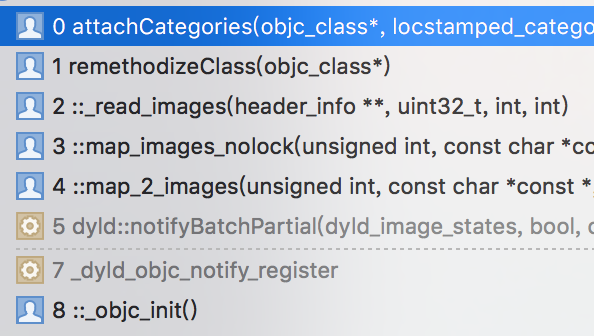 0 attachCategories(objc_class*, locstamped_catego
1 remethodizeClass(objc_class*)
2 ::_read_images(header_info **, uint32_t, int, int)
3 ::map_images_nolock(unsigned int, const char *co
4 ::map_2_images(unsigned int, const char *const *,
5 dyld::notifyBatchPartial(dyld_image_states, bool, d
7 _dyld_objc_notify_register
8 ::_objc_init()